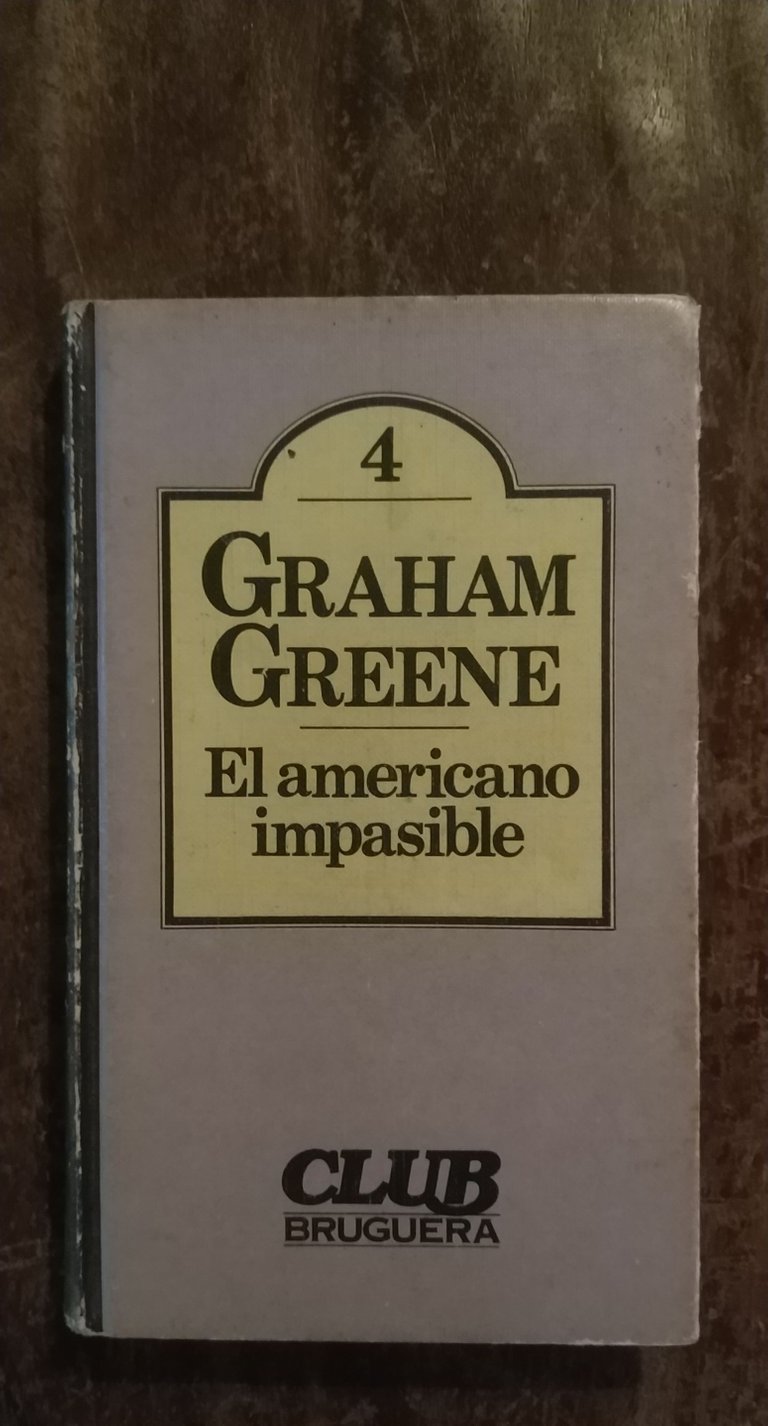 4
GRAHAM
GREENE
El americano
impasible
CLUB
BRUGUERA